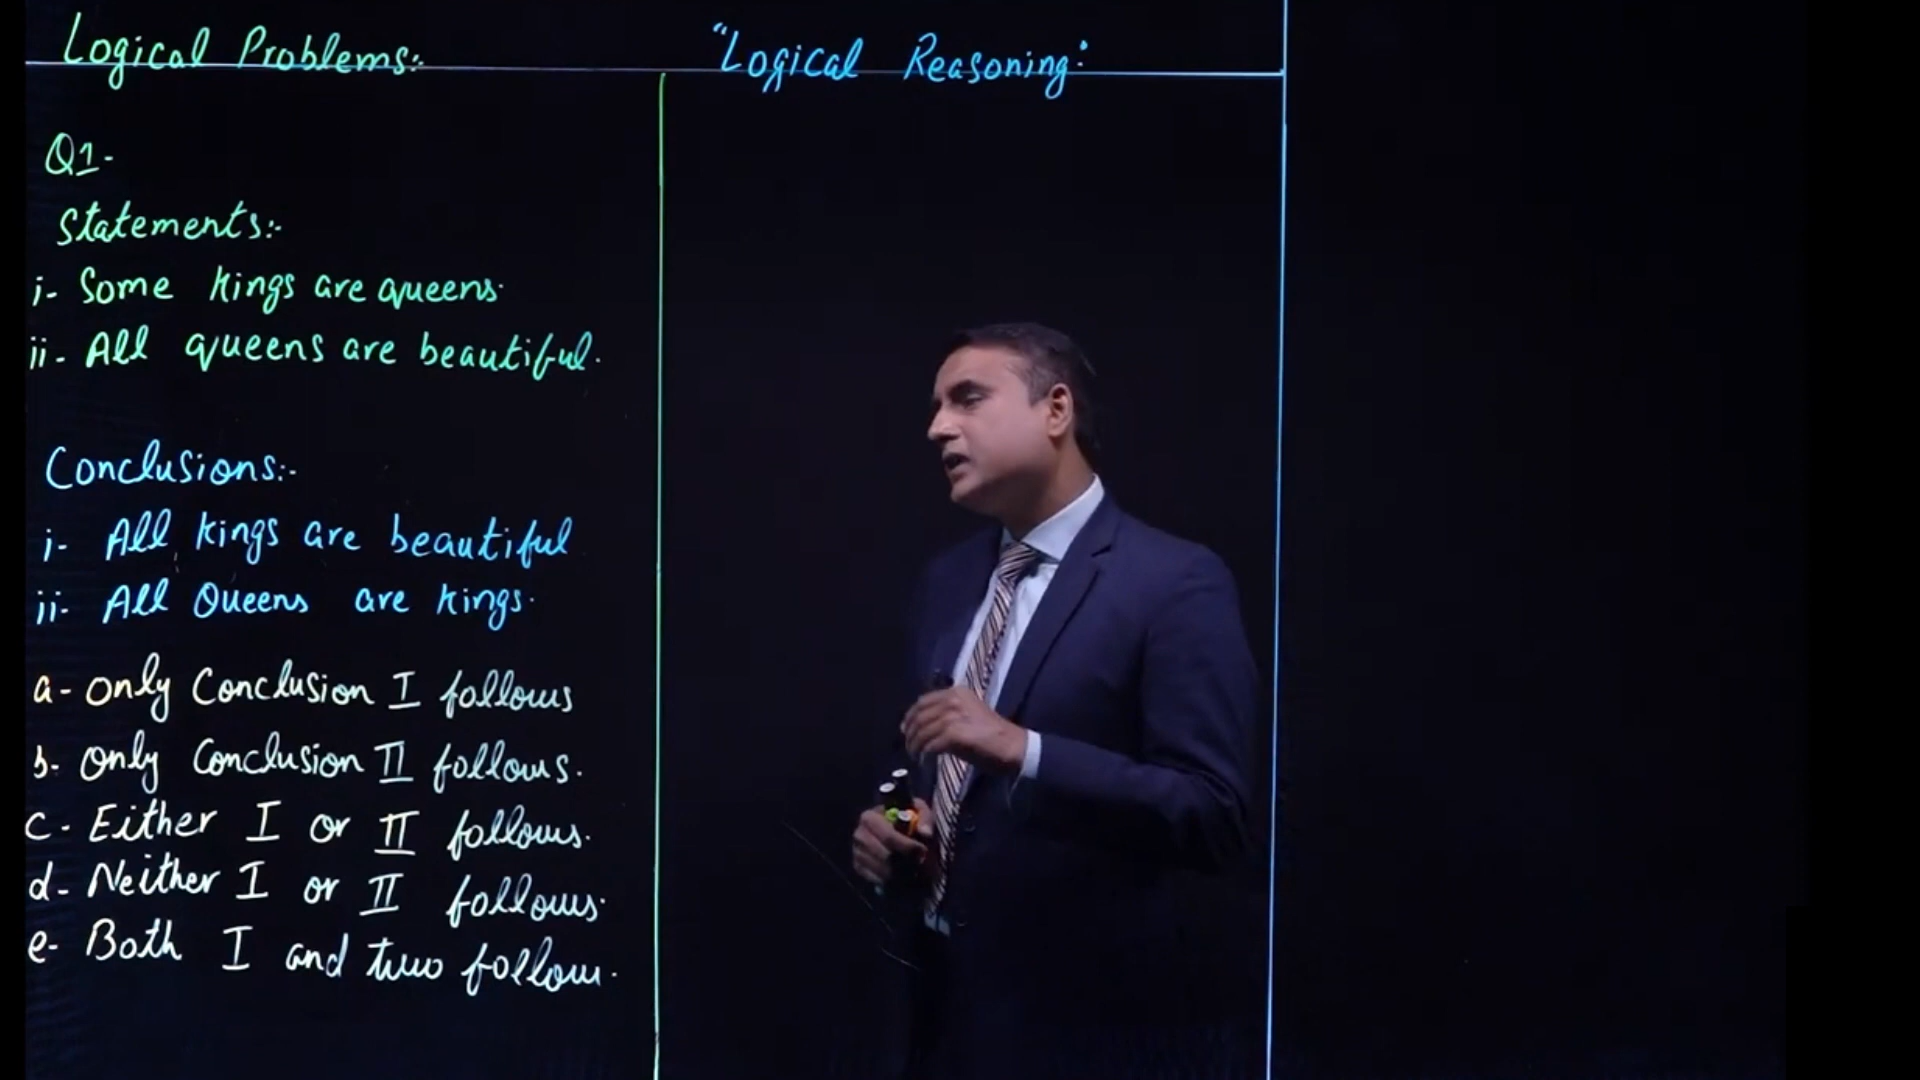 Logical Problems:-
"Logical Reasoning:"
Q1-
Statements:-
i- Some kings are queens.
ii- All queens are beautiful.
Conclusions:-
i- All kings are beautiful
ii- All Queens are kings.
a- only Conclusion I follows
b- Only Conclusion II follows.
c- Either I or II follows.
d- Neither I or II follows.
e- Both I and two follow.